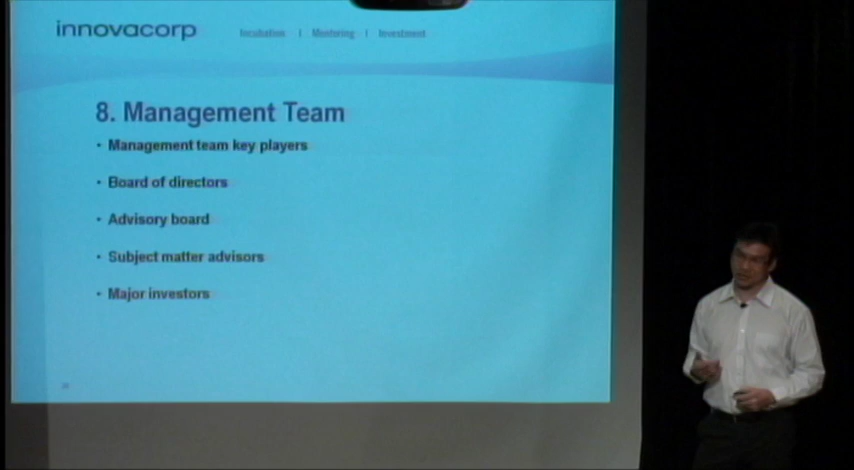 innovacorp
Incubation | Mentoring | Investment
8. Management Team
• Management team key players
• Board of directors
• Advisory board
• Subject matter advisors
• Major investors